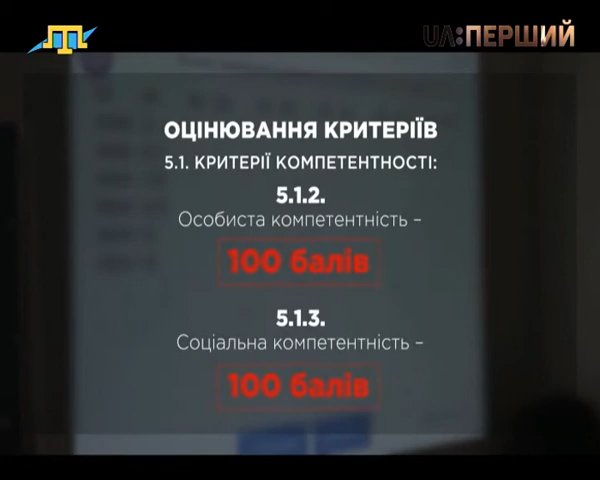 UA:ПЕРШИЙ
ОЦІНЮВАННЯ КРИТЕРІЇВ
5.1. КРИТЕРІЇ КОМПЕТЕНТНОСТІ:
5.1.2.
Особиста компетентність –
100 балів
5.1.3.
Соціальна компетентність –
100 балів